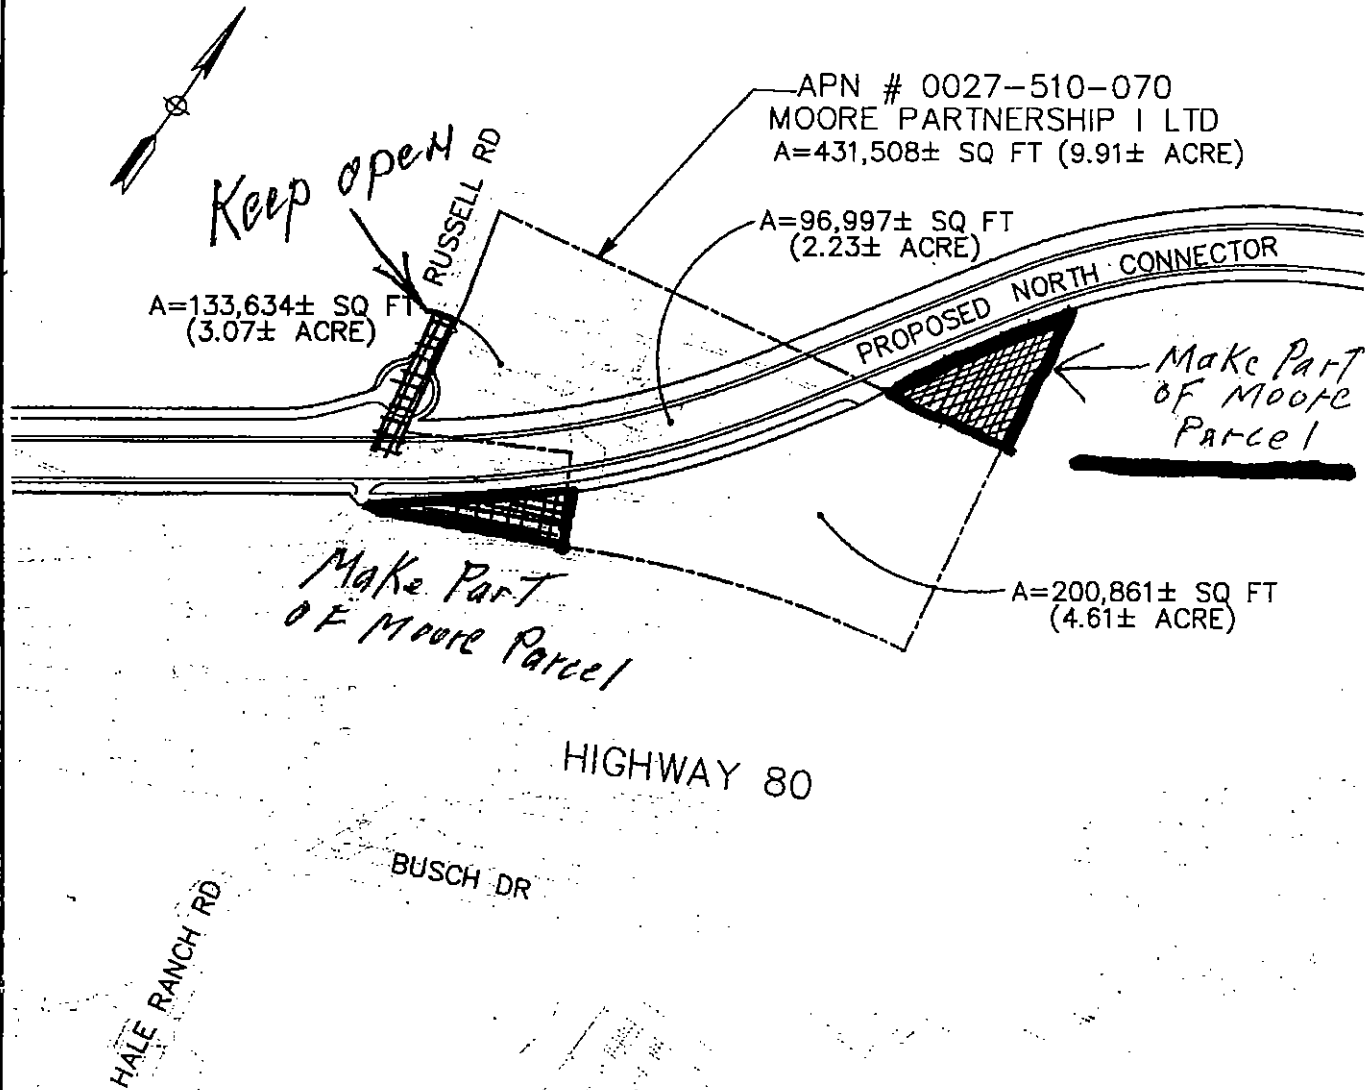 APN # 0027-510-070
MOORE PARTNERSHIP I LTD
A=431,508± SQ FT (9.91± ACRE)
Keep open
RUSSELL RD
A=96,997± SQ FT
(2.23± ACRE)
A=133,634± SQ FT
(3.07± ACRE)
PROPOSED NORTH CONNECTOR
Make Part
OF Moore
Parcel
Make Part
OF Moore Parcel
A=200,861± SQ FT
(4.61± ACRE)
HIGHWAY 80
BUSCH DR
HALE RANCH RD